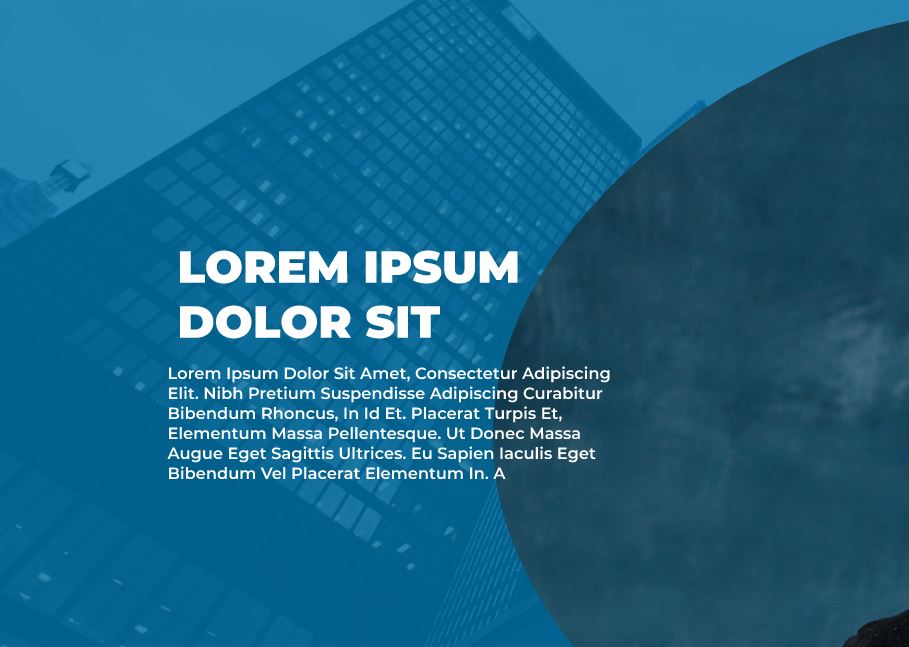 LOREM IPSUM
DOLOR SIT
Lorem Ipsum Dolor Sit Amet, Consectetur Adipiscing
Elit. Nibh Pretium Suspendisse Adipiscing Curabitur
Bibendum Rhoncus, In Id Et. Placerat Turpis Et,
Elementum Massa Pellentesque. Ut Donec Massa
Augue Eget Sagittis Ultrices. Eu Sapien Iaculis Eget
Bibendum Vel Placerat Elementum In. A